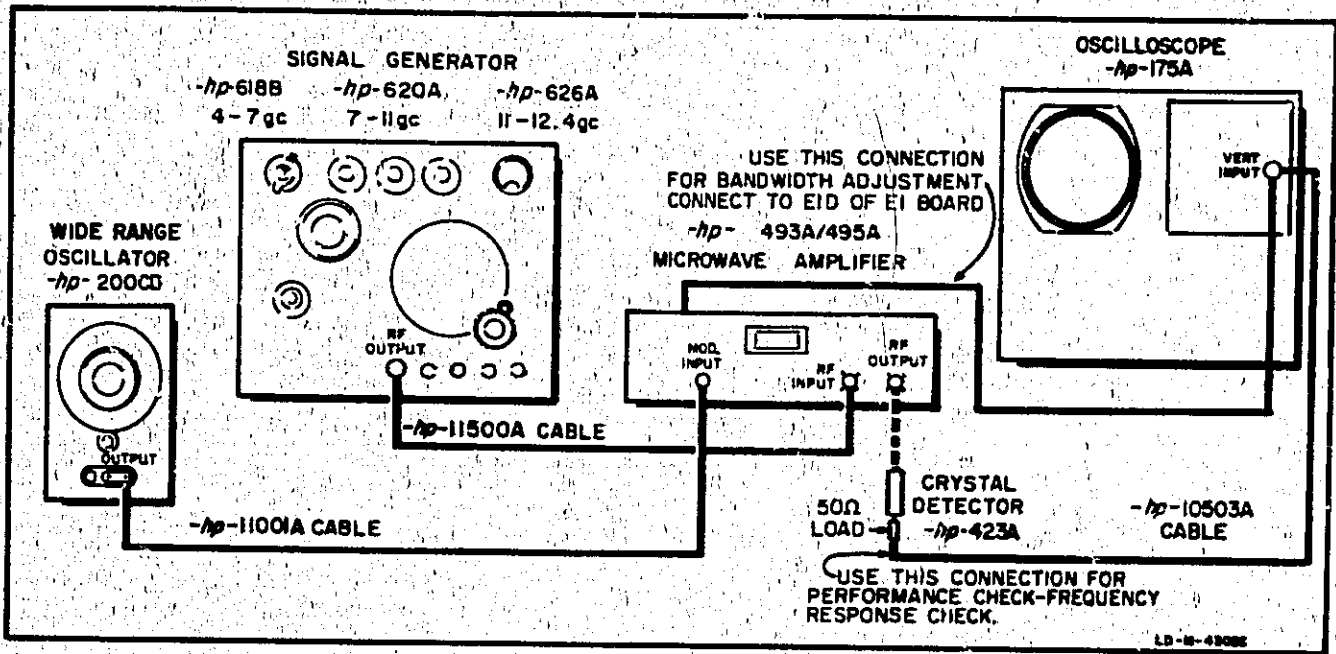 SIGNAL GENERATOR
-hp-618B -hp-620A, -hp-626A
4-7gc 7-11gc 11-12.4gc
OSCILLOSCOPE
-hp-175A
VERT
INPUT
USE THIS CONNECTION
FOR BANDWIDTH ADJUSTMENT
CONNECT TO E1D OF E1 BOARD
-hp- 493A/495A
MICROWAVE AMPLIFIER
WIDE RANGE
OSCILLATOR
-hp- 200CD
OUTPUT
RF
OUTPUT
MOD.
INPUT
RF
INPUT
RF
OUTPUT
-hp-11500A CABLE
-hp-11001A CABLE
50Ω
LOAD
CRYSTAL
DETECTOR
-hp-423A
-hp-10503A
CABLE
USE THIS CONNECTION FOR
PERFORMANCE CHECK-FREQUENCY
RESPONSE CHECK.